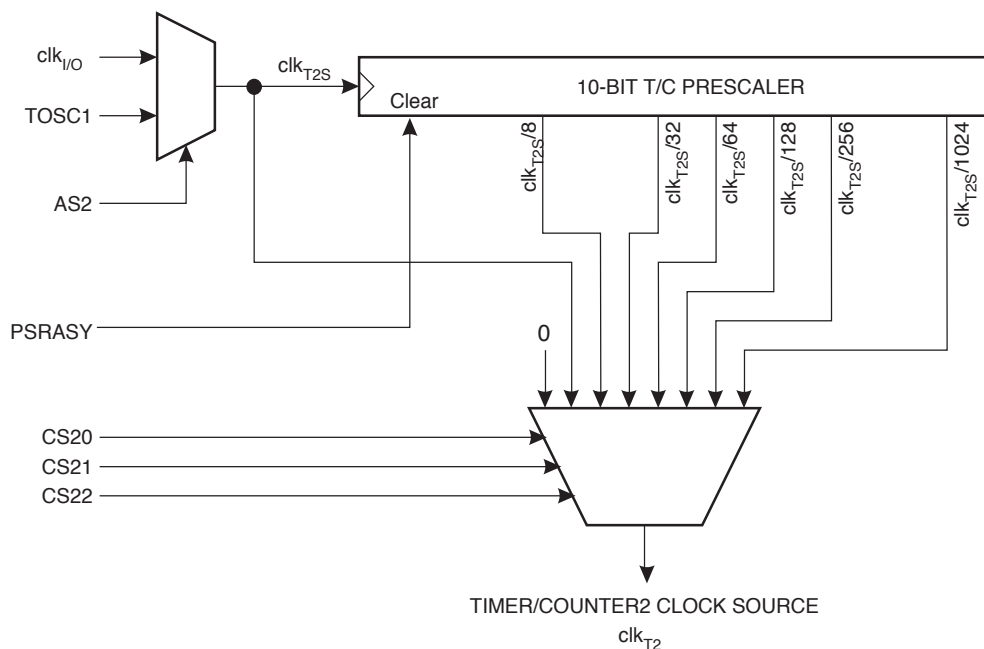 clkI/O
clkT2S
10-BIT T/C PRESCALER
Clear
TOSC1
clkT2S/8
clkT2S/32
clkT2S/64
clkT2S/128
clkT2S/256
clkT2S/1024
AS2
PSRASY
0
CS20
CS21
CS22
TIMER/COUNTER2 CLOCK SOURCE
clkT2